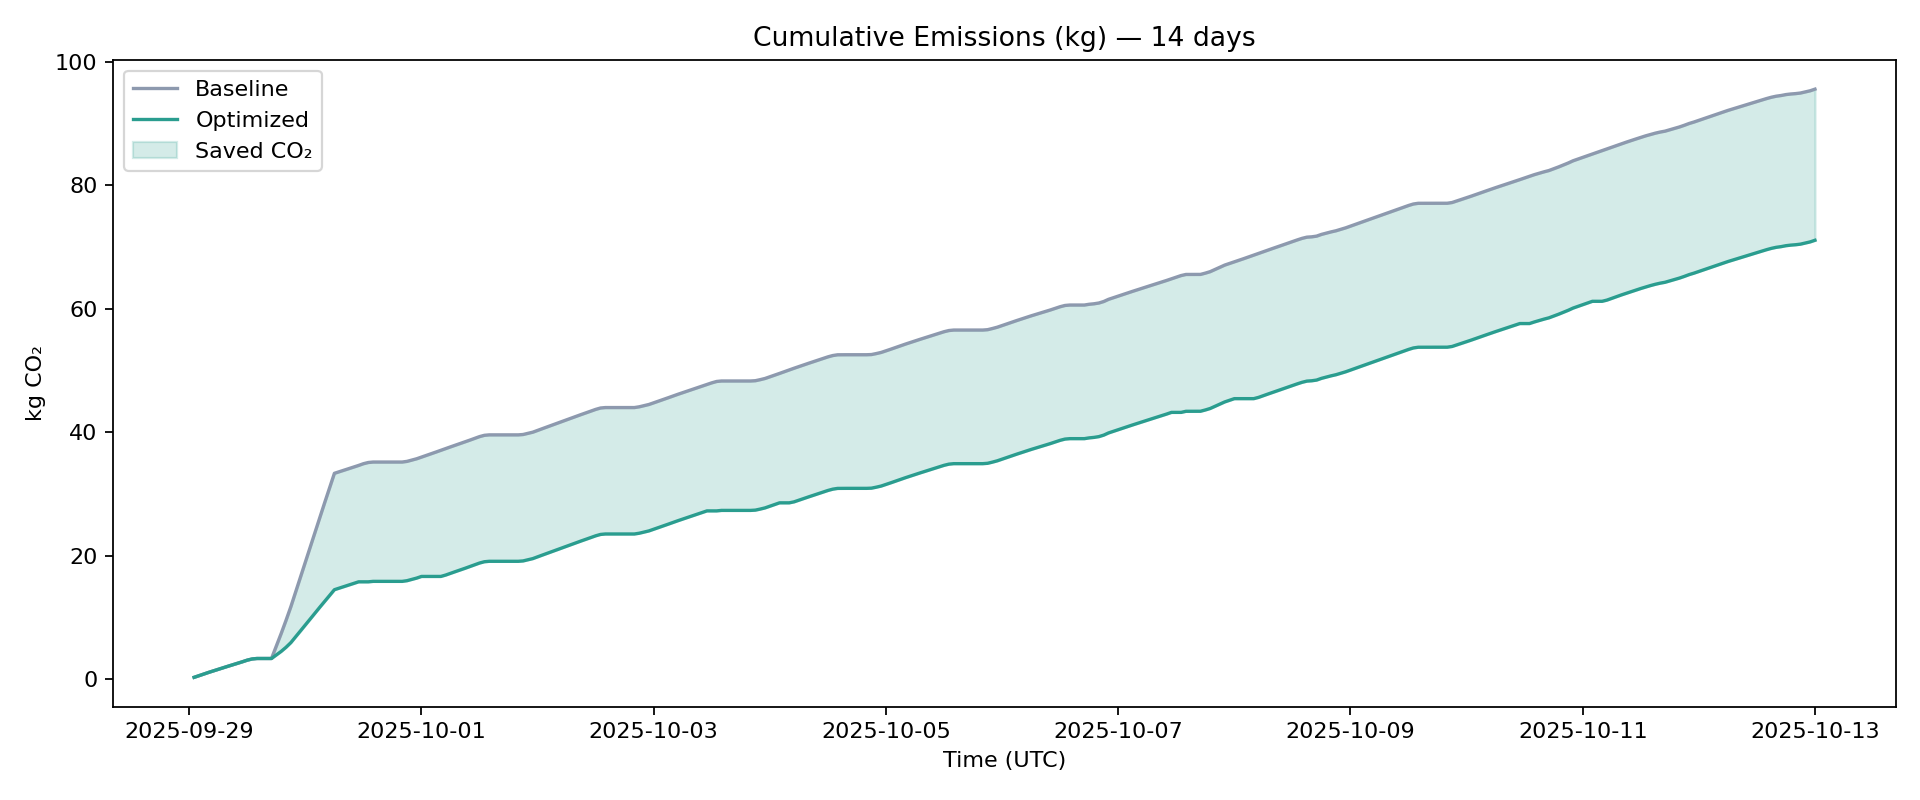 Cumulative Emissions (kg) — 14 days
Baseline
Optimized
Saved CO₂
kg CO₂
100
80
60
40
20
0
2025-09-29 2025-10-01 2025-10-03 2025-10-05 2025-10-07 2025-10-09 2025-10-11 2025-10-13
Time (UTC)